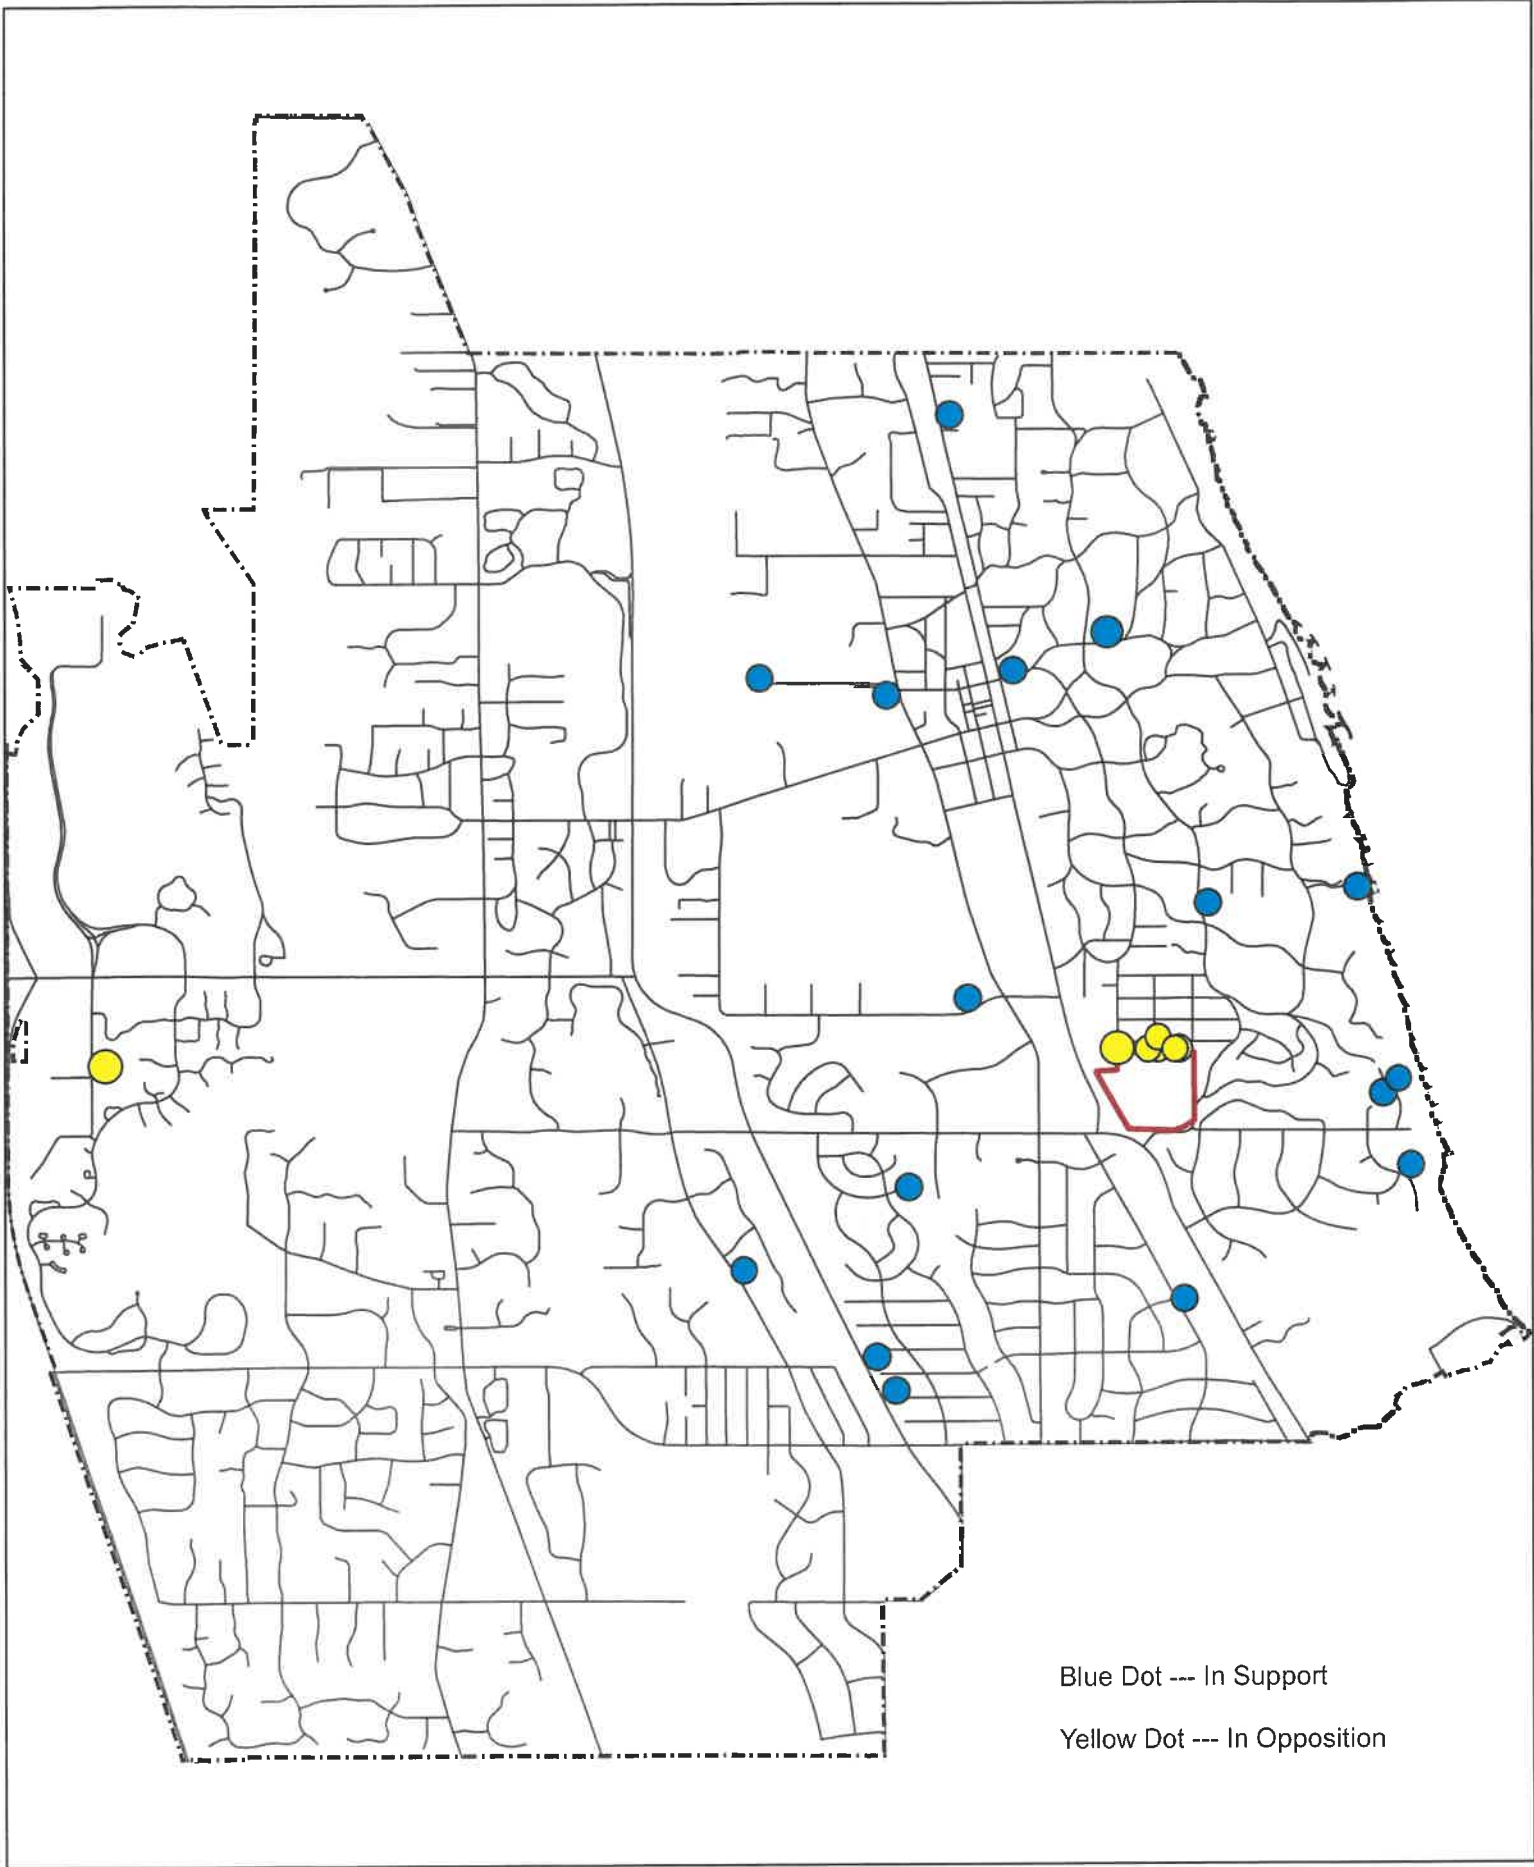 Blue Dot --- In Support
Yellow Dot --- In Opposition